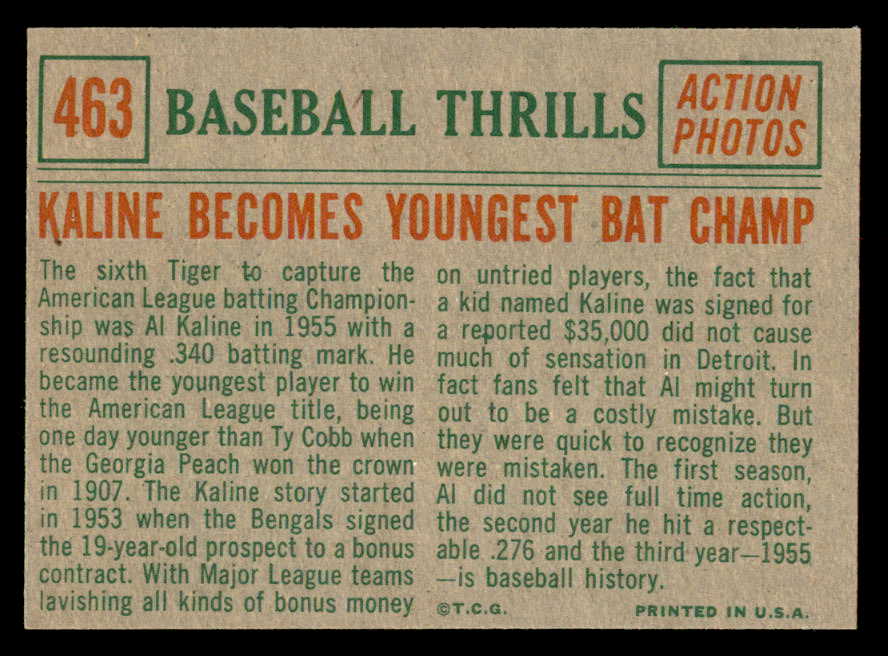 463
BASEBALL THRILLS
ACTION
PHOTOS
KALINE BECOMES YOUNGEST BAT CHAMP
The sixth Tiger to capture the
American League batting Champion-
ship was Al Kaline in 1955 with a
resounding .340 batting mark. He
became the youngest player to win
the American League title, being
one day younger than Ty Cobb when
the Georgia Peach won the crown
in 1907. The Kaline story started
in 1953 when the Bengals signed
the 19-year-old prospect to a bonus
contract. With Major League teams
lavishing all kinds of bonus money
on untried players, the fact that
a kid named Kaline was signed for
a reported $35,000 did not cause
much of sensation in Detroit. In
fact fans felt that Al might turn
out to be a costly mistake. But
they were quick to recognize they
were mistaken. The first season,
Al did not see full time action,
the second year he hit a respect-
able .276 and the third year—1955
—is baseball history.
©T.C.G.
PRINTED IN U.S.A.